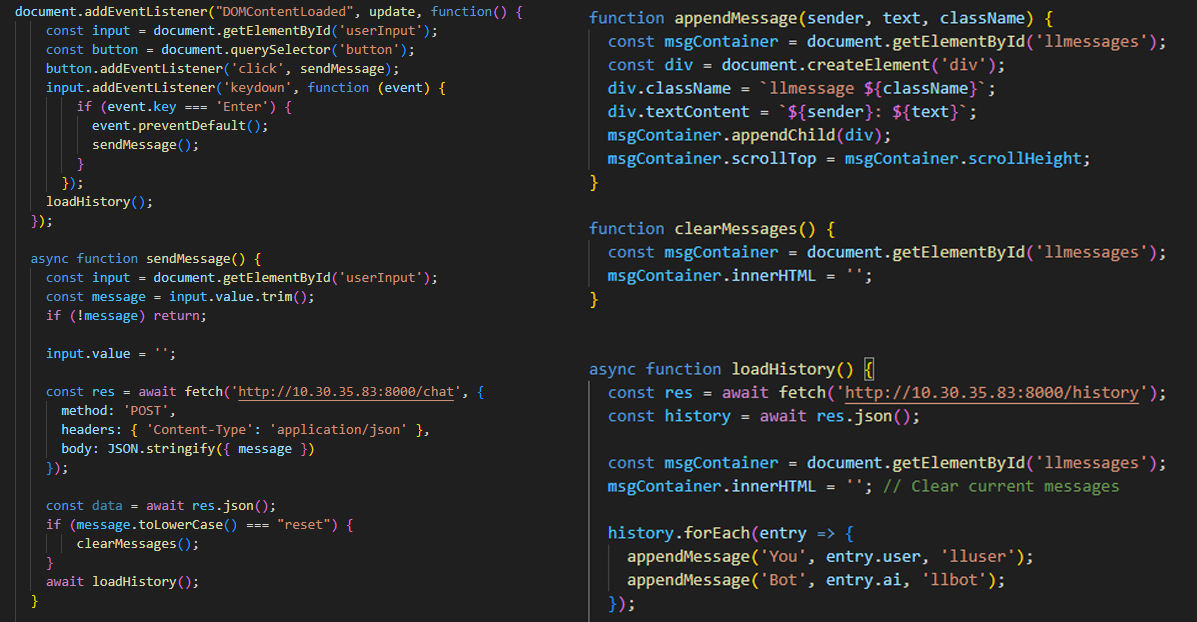 document.addEventListener("DOMContentLoaded", update, function() {
const input = document.getElementById('userInput');
const button = document.querySelector('button');
button.addEventListener('click', sendMessage);
input.addEventListener('keydown', function (event) {
if (event.key === 'Enter') {
event.preventDefault();
sendMessage();
}
});
loadHistory();
});
async function sendMessage() {
const input = document.getElementById('userInput');
const message = input.value.trim();
if (!message) return;
input.value = '';
const res = await fetch('http://10.30.35.83:8000/chat', {
method: 'POST',
headers: { 'Content-Type': 'application/json' },
body: JSON.stringify({ message })
});
const data = await res.json();
if (message.toLowerCase() === "reset") {
clearMessages();
}
await loadHistory();
}
function appendMessage(sender, text, className) {
const msgContainer = document.getElementById('llmessages');
const div = document.createElement('div');
div.className = `llmessage ${className}`;
div.textContent = `${sender}: ${text}`;
msgContainer.appendChild(div);
msgContainer.scrollTop = msgContainer.scrollHeight;
}
function clearMessages() {
const msgContainer = document.getElementById('llmessages');
msgContainer.innerHTML = '';
}
async function loadHistory() {
const res = await fetch('http://10.30.35.83:8000/history');
const history = await res.json();
const msgContainer = document.getElementById('llmessages');
msgContainer.innerHTML = ''; // Clear current messages
history.forEach(entry => {
appendMessage('You', entry.user, 'lluser');
appendMessage('Bot', entry.ai, 'llbot');
});